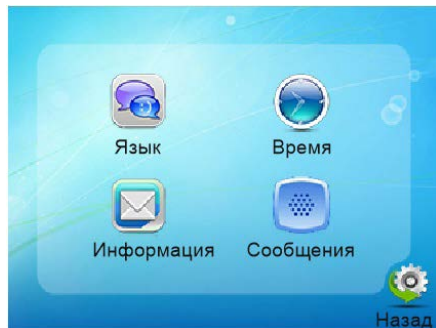 Язык
Время
Информация
Сообщения
Назад